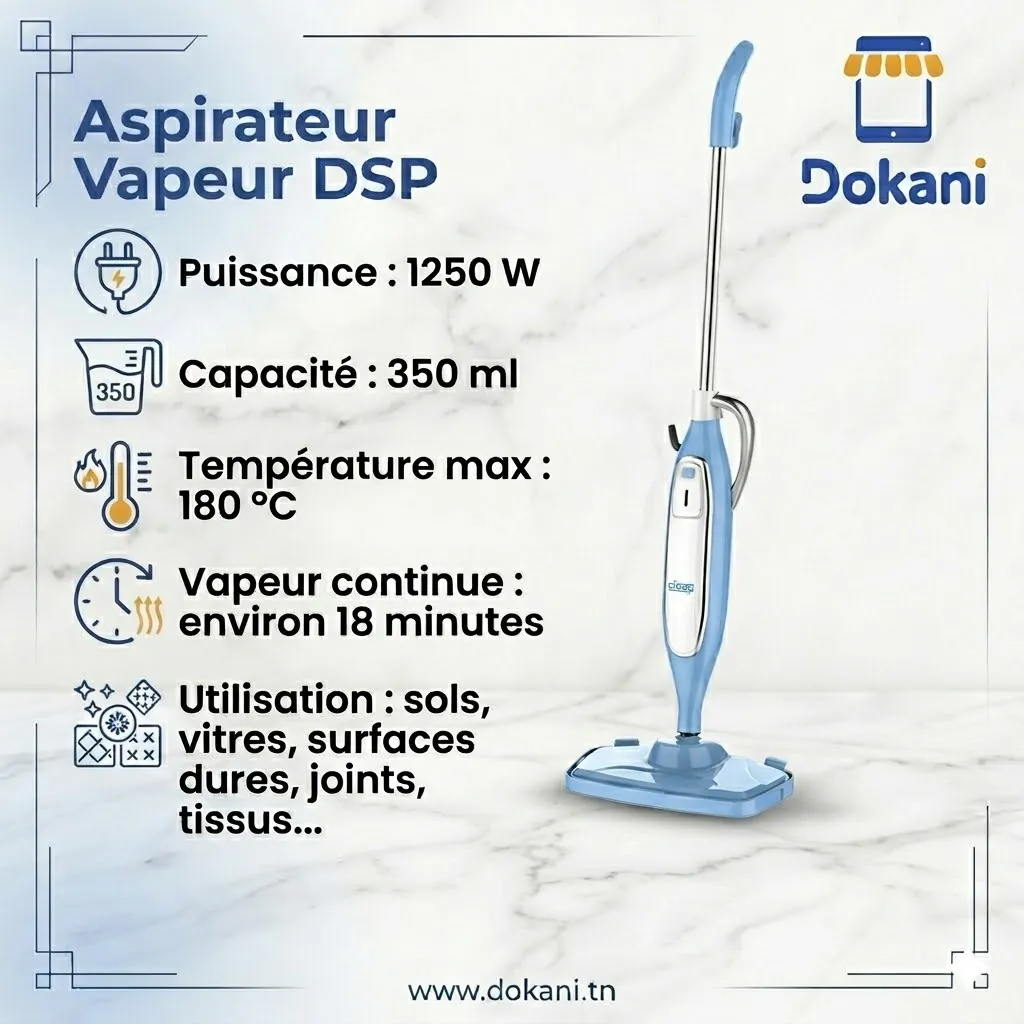 Aspirateur
Vapeur DSP
Dokani
Puissance : 1250 W
350
Capacité : 350 ml
Température max :
180 °C
Vapeur continue :
environ 18 minutes
Utilisation : sols,
vitres, surfaces
dures, joints,
tissus...
www.dokani.tn